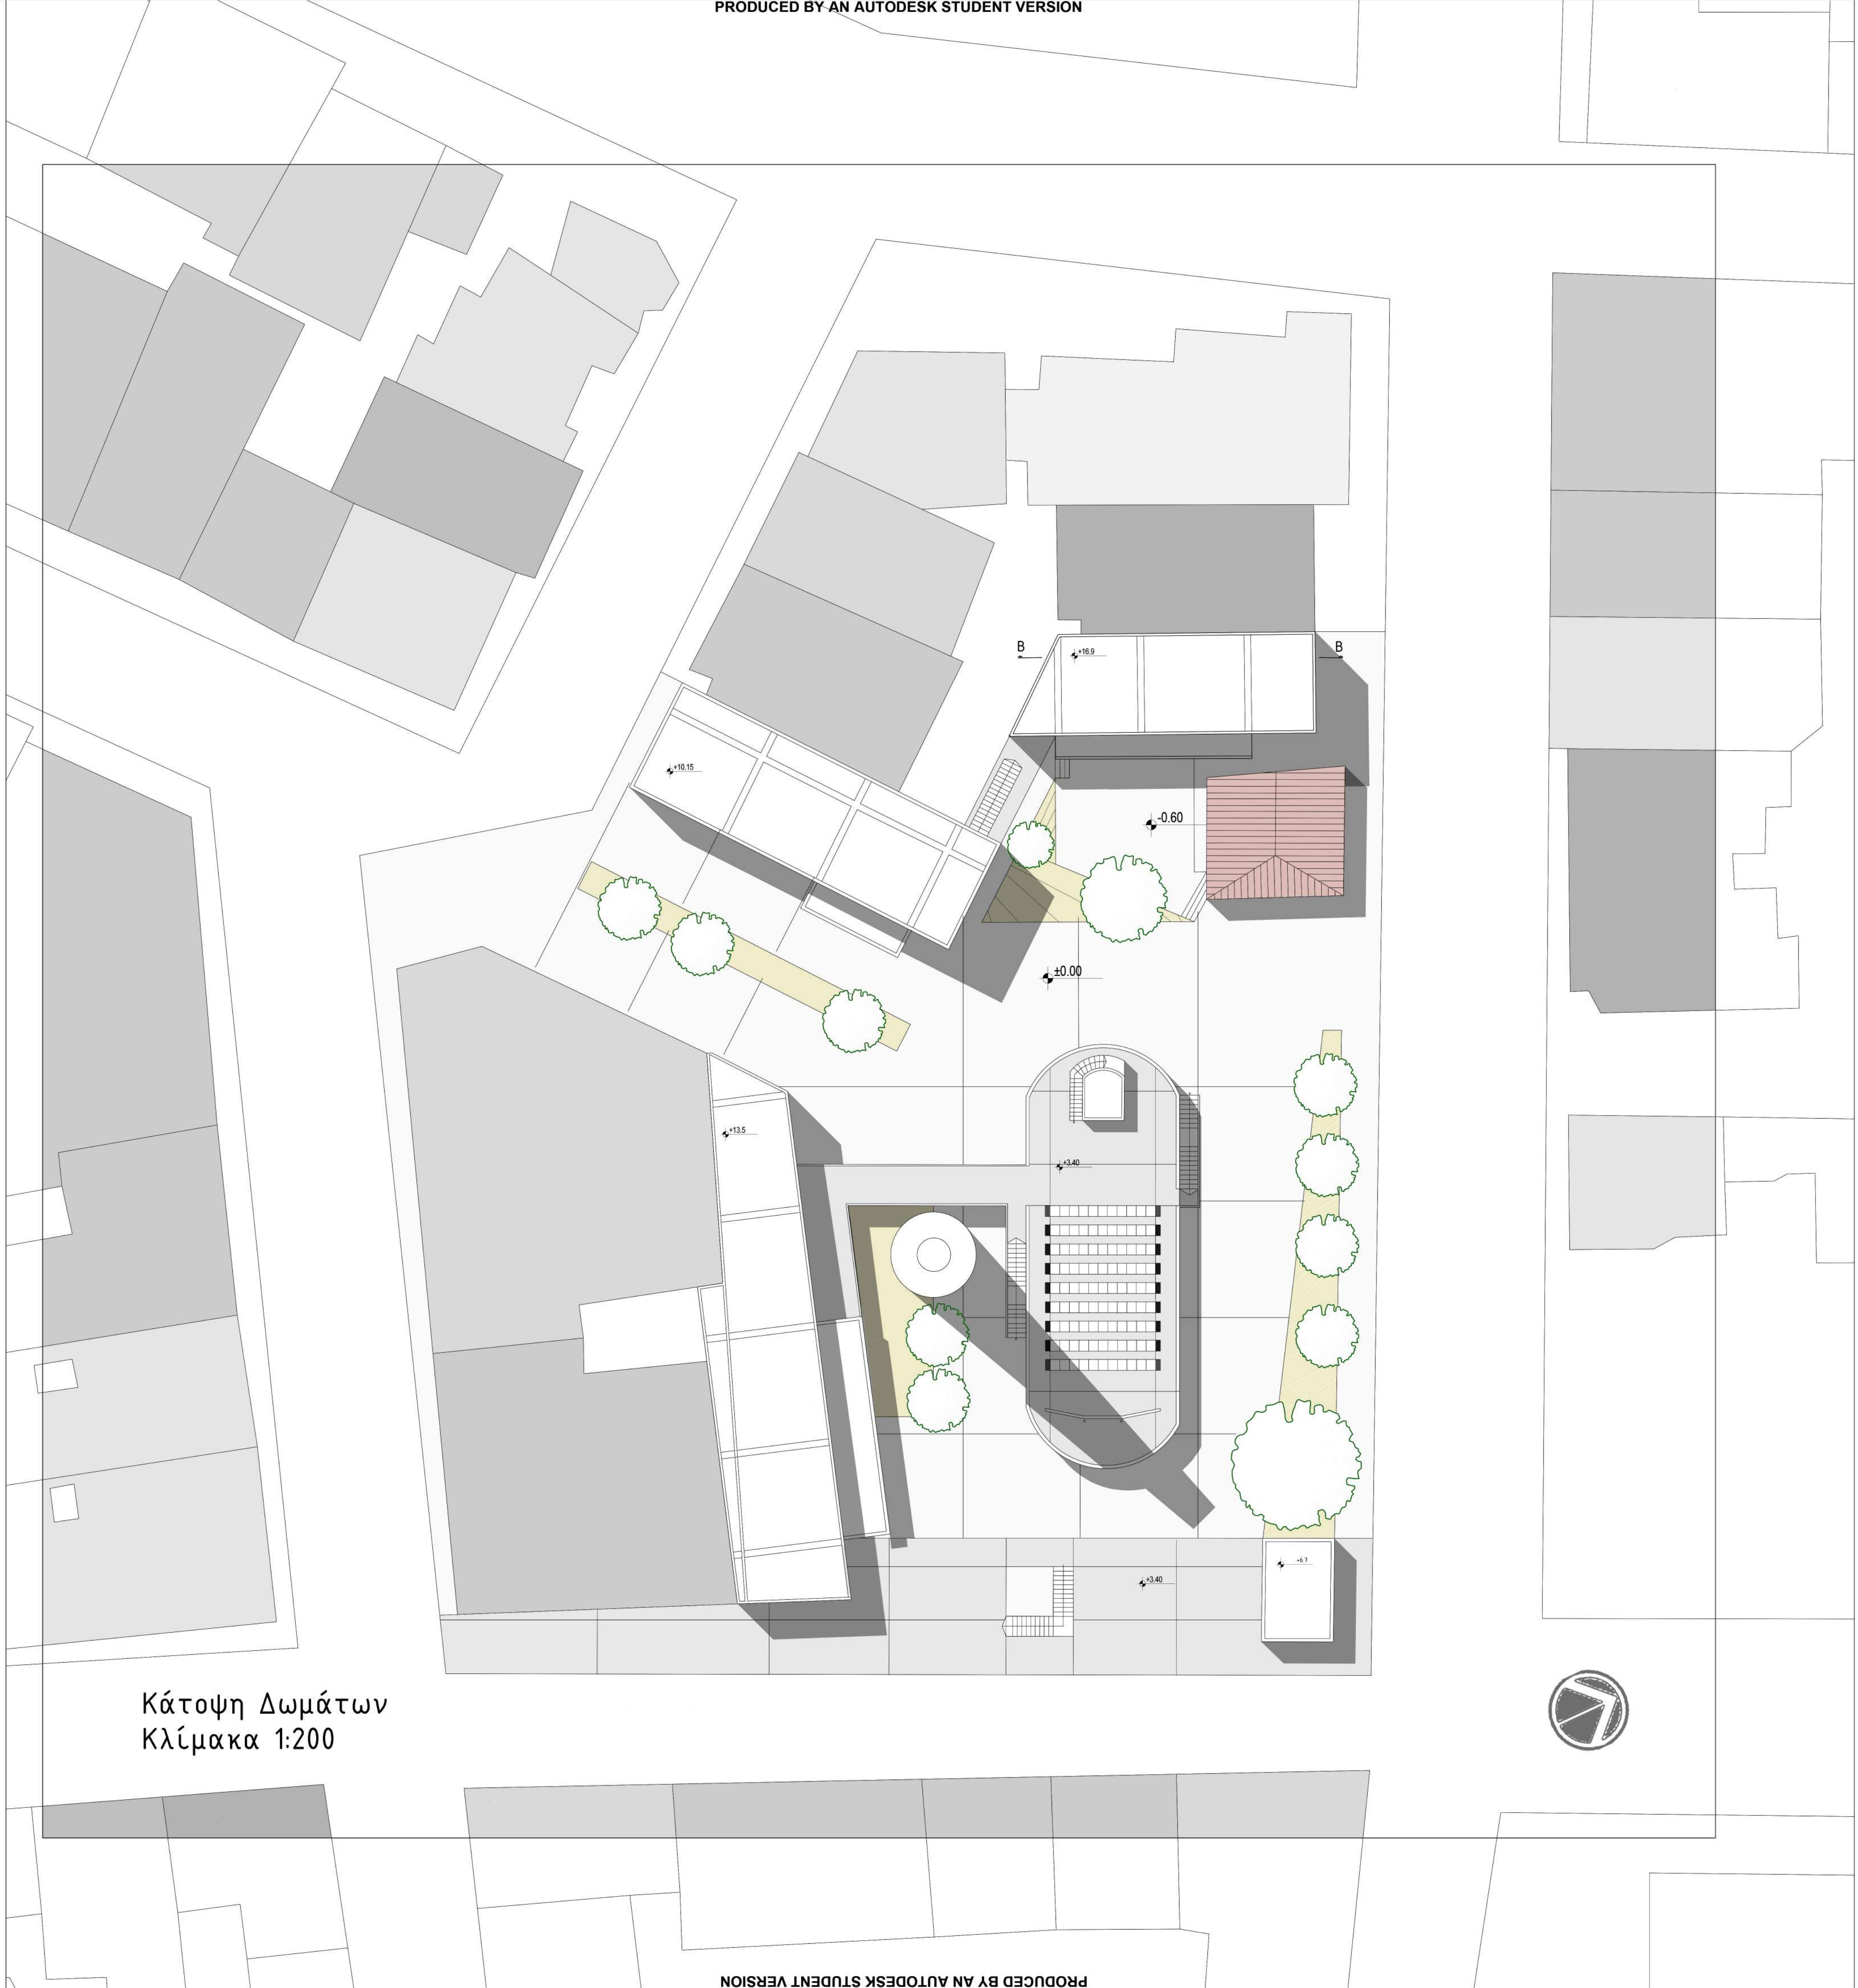 PRODUCED BY AN AUTODESK STUDENT VERSION
B
+16.9
B
+10.15
-0.60
±0.00
+13.5
+3.40
+6.7
+3.40
Κάτοψη Δωμάτων
Κλίμακα 1:200
PRODUCED BY AN AUTODESK STUDENT VERSION